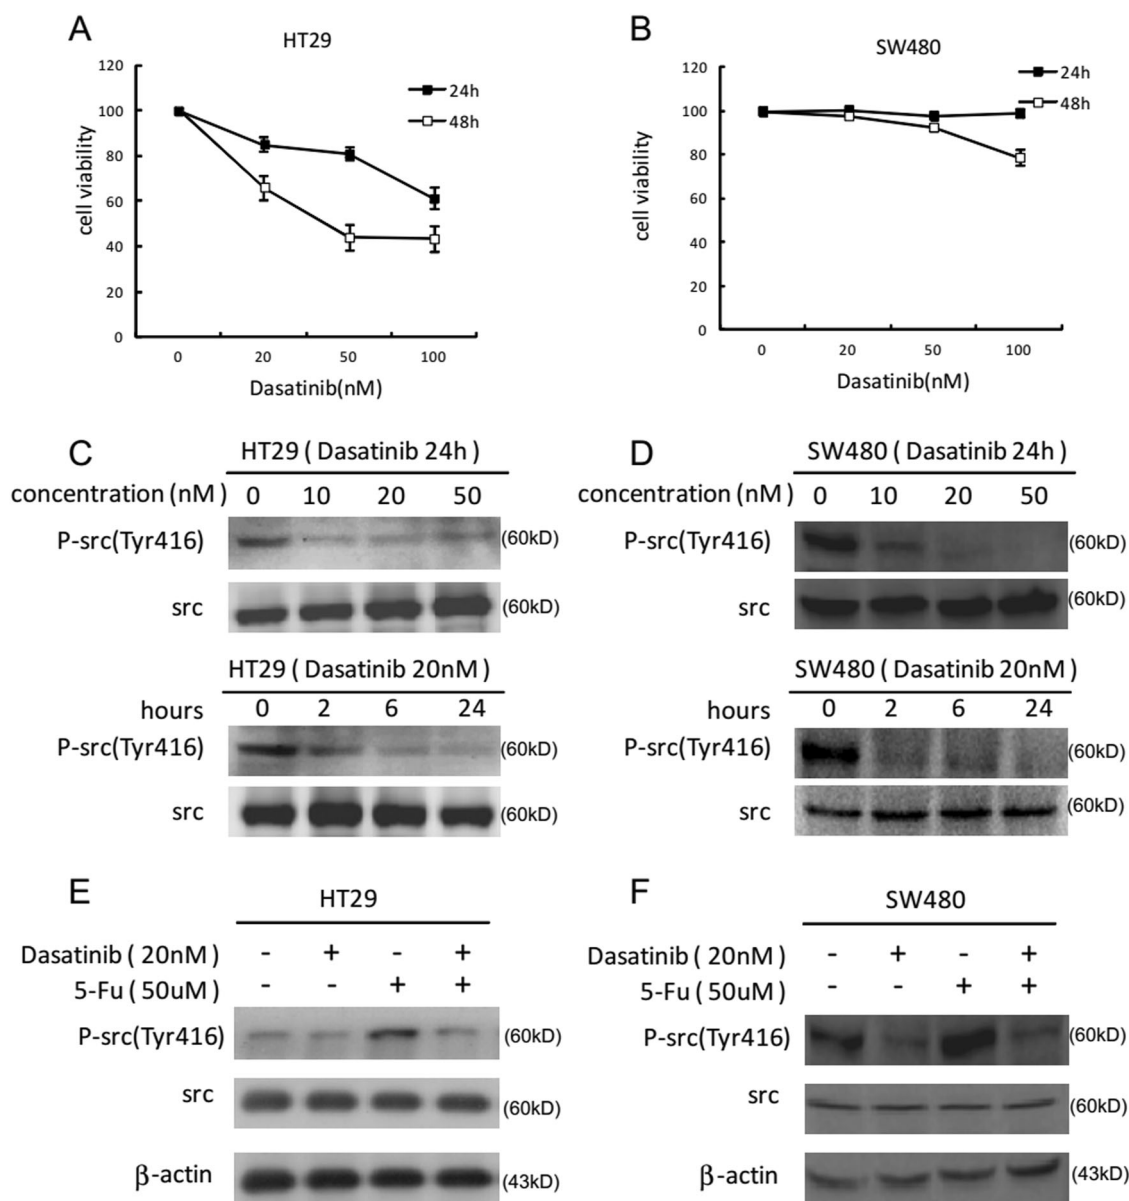 A
HT29
120
100
80
60
40
20
0
cell viability
24h
48h
0 20 50 100
Dasatinib(nM)
B
SW480
120
100
80
60
40
20
0
cell viability
24h
48h
0 20 50 100
Dasatinib(nM)
C
HT29 ( Dasatinib 24h )
concentration (nM) 0 10 20 50
P-src(Tyr416) (60kD)
src (60kD)
HT29 ( Dasatinib 20nM )
hours 0 2 6 24
P-src(Tyr416) (60kD)
src (60kD)
D
SW480 ( Dasatinib 24h )
concentration (nM) 0 10 20 50
P-src(Tyr416) (60kD)
src (60kD)
SW480 ( Dasatinib 20nM )
hours 0 2 6 24
P-src(Tyr416) (60kD)
src (60kD)
E
HT29
Dasatinib ( 20nM ) - + - +
5-Fu ( 50uM ) - - + +
P-src(Tyr416) (60kD)
src (60kD)
β-actin (43kD)
F
SW480
Dasatinib ( 20nM ) - + - +
5-Fu ( 50uM ) - - + +
P-src(Tyr416) (60kD)
src (60kD)
β-actin (43kD)